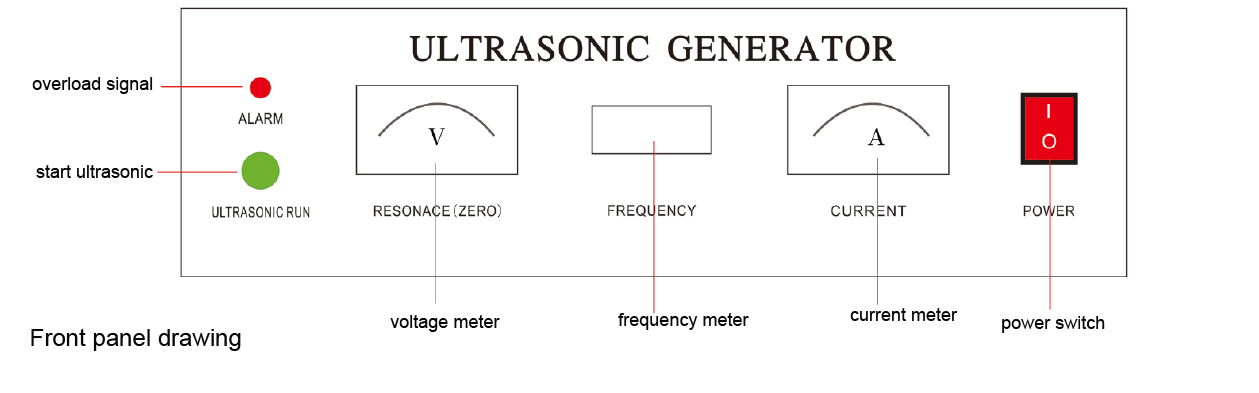 ULTRASONIC GENERATOR
overload signal
ALARM
start ultrasonic
ULTRASONIC RUN
V
RESONACE(ZERO)
FREQUENCY
A
CURRENT
I
O
POWER
voltage meter
frequency meter
current meter
power switch
Front panel drawing